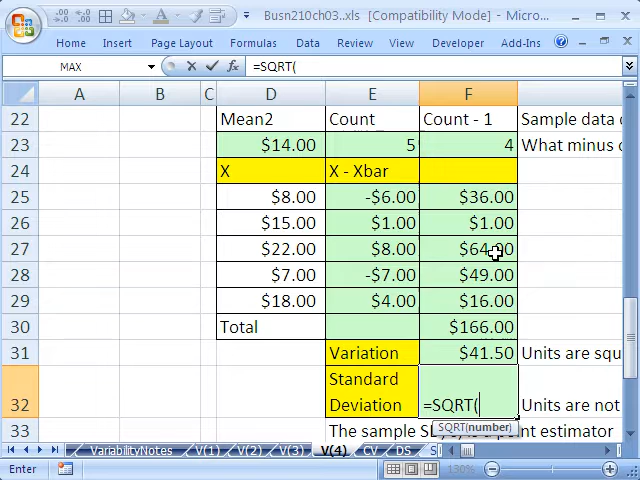 Busn210ch03..xls [Compatibility Mode] - Micro...
Home Insert Page Layout Formulas Data Review View Developer Add-Ins
MAX =SQRT(
A B C D E F
22 Mean2 Count Count - 1 Sample data
23 $14.00 5 4 What minus
24 X X - Xbar
25 $8.00 -$6.00 $36.00
26 $15.00 $1.00 $1.00
27 $22.00 $8.00 $64.00
28 $7.00 -$7.00 $49.00
29 $18.00 $4.00 $16.00
30 Total $166.00
31 Variation $41.50 Units are squ
Standard
32 Deviation =SQRT( Units are not
SQRT(number)
33 The sample SD, is a point estimator
VariabilityNotes V(1) V(2) V(3) V(4) CV DS S
Enter 130%